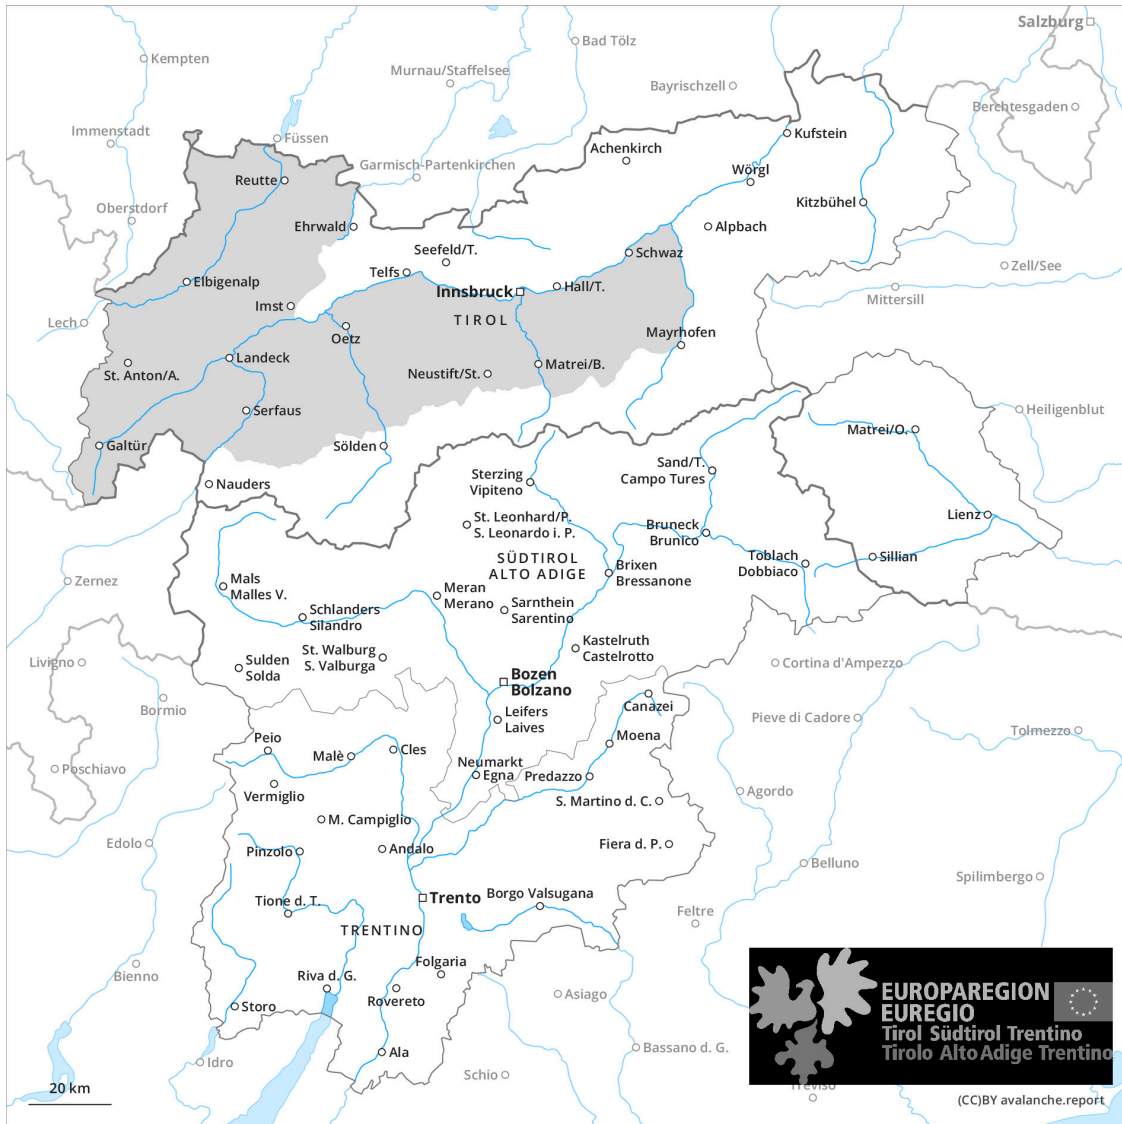 Salzburg
Bad Tölz
Kempten
Murnau/Staffelsee
Bayrischzell
Berchtesgaden
Immenstadt
Füssen
Kufstein
Achenkirch
Garmisch-Partenkirchen
Wörgl
Reutte
Kitzbühel
Oberstdorf
Ehrwald
Alpbach
Seefeld/T.
Schwaz
Zell/See
Telfs
Elbigenalp
Innsbruck
Hall/T.
Mittersill
Imst
Lech
TIROL
Oetz
Mayrhofen
Landeck
St. Anton/A.
Neustift/St.
Matrei/B.
Serfaus
Heiligenblut
Matrei/O.
Galtür
Sölden
Sterzing
Vipiteno
Sand/T.
Campo Tures
Nauders
St. Leonhard/P.
S. Leonardo i. P.
Lienz
Bruneck
Brunico
SÜDTIROL
ALTO ADIGE
Toblach
Dobbiaco
Sillian
Brixen
Bressanone
Zernez
Mals
Malles V.
Meran
Merano
Sarnthein
Sarentino
Schlanders
Silandro
Kastelruth
Castelrotto
St. Walburg
S. Valburga
Livigno
Sulden
Solda
Cortina d'Ampezzo
Bozen
Bolzano
Bormio
Canazei
Leifers
Laives
Pieve di Cadore
Tolmezzo
Moena
Peio
Malè
Cles
Neumarkt
Egna
Poschiavo
Predazzo
Vermiglio
Agordo
S. Martino d. C.
M. Campiglio
Edolo
Pinzolo
Andalo
Fiera d. P.
Belluno
Spilimbergo
Trento
Borgo Valsugana
Tione d. T.
Feltre
TRENTINO
Folgaria
Bienno
Riva d. G.
Rovereto
Asiago
Storo
EUROPAREGION
EUREGIO
Tirol Südtirol Trentino
Tirolo Alto Adige Trentino
Ala
Bassano d. G.
Idro
Schio
Treviso
20 km
(CC)BY avalanche.report